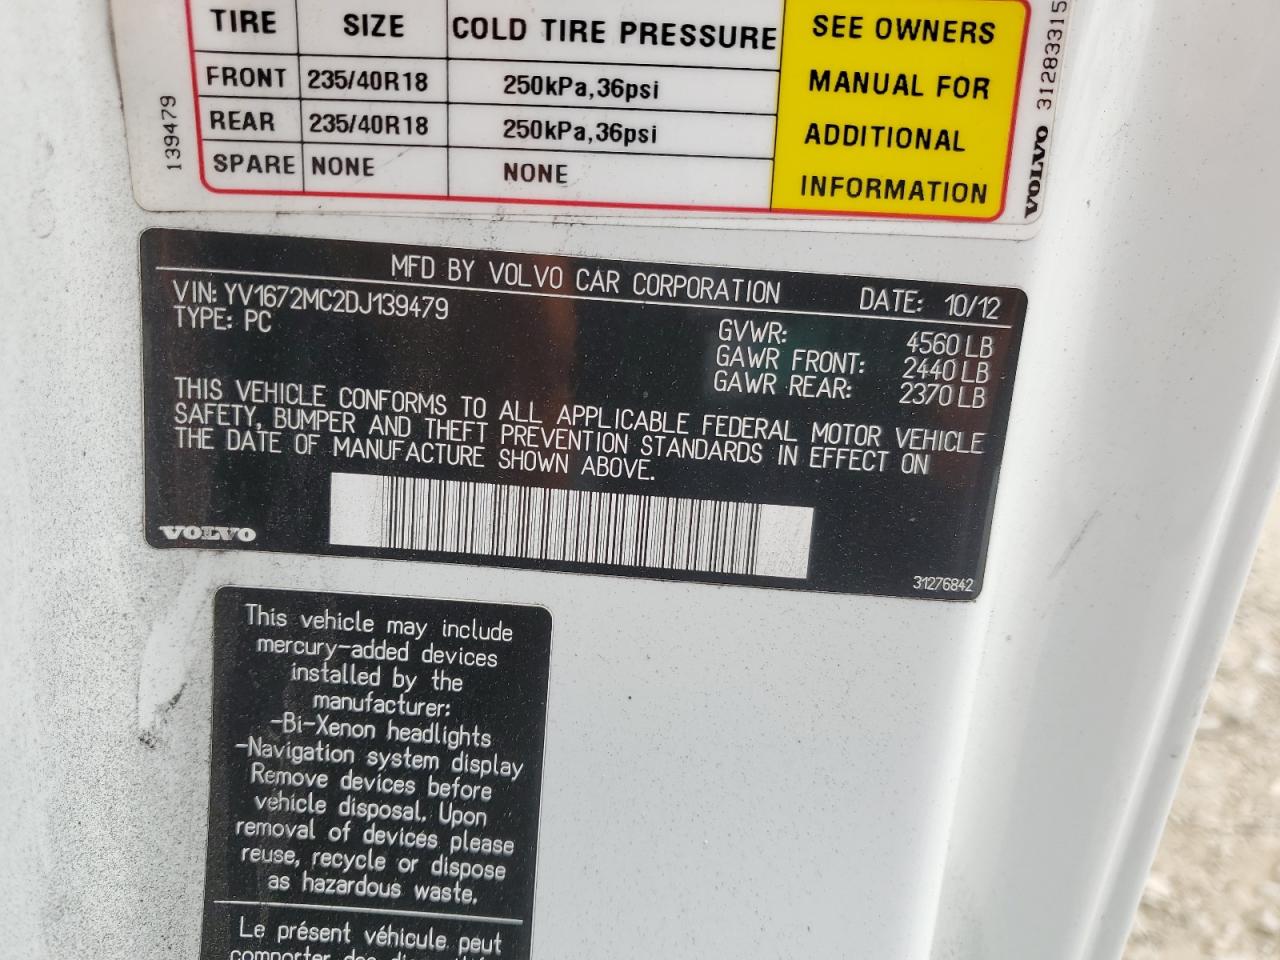 TIRE SIZE COLD TIRE PRESSURE
FRONT 235/40R18 250kPa,36psi
REAR 235/40R18 250kPa,36psi
SPARE NONE NONE
SEE OWNERS
MANUAL FOR
ADDITIONAL
INFORMATION
139479
VOLVO 31283315
MFD BY VOLVO CAR CORPORATION
VIN: YV1672MC2DJ139479 DATE: 10/12
TYPE: PC
GVWR: 4560 LB
GAWR FRONT: 2440 LB
GAWR REAR: 2370 LB
THIS VEHICLE CONFORMS TO ALL APPLICABLE FEDERAL MOTOR VEHICLE
SAFETY, BUMPER AND THEFT PREVENTION STANDARDS IN EFFECT ON
THE DATE OF MANUFACTURE SHOWN ABOVE.
VOLVO
31276842
This vehicle may include
mercury-added devices
installed by the
manufacturer:
-Bi-Xenon headlights
-Navigation system display
Remove devices before
vehicle disposal. Upon
removal of devices please
reuse, recycle or dispose
as hazardous waste.
Le présent véhicule peut
comporter des